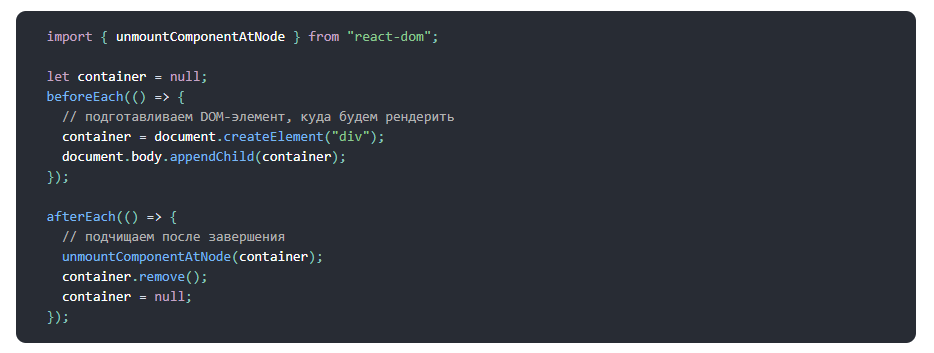 import { unmountComponentAtNode } from "react-dom";

let container = null;
beforeEach(() => {
  // подготавливаем DOM-элемент, куда будем рендерить
  container = document.createElement("div");
  document.body.appendChild(container);
});

afterEach(() => {
  // подчищаем после завершения
  unmountComponentAtNode(container);
  container.remove();
  container = null;
});